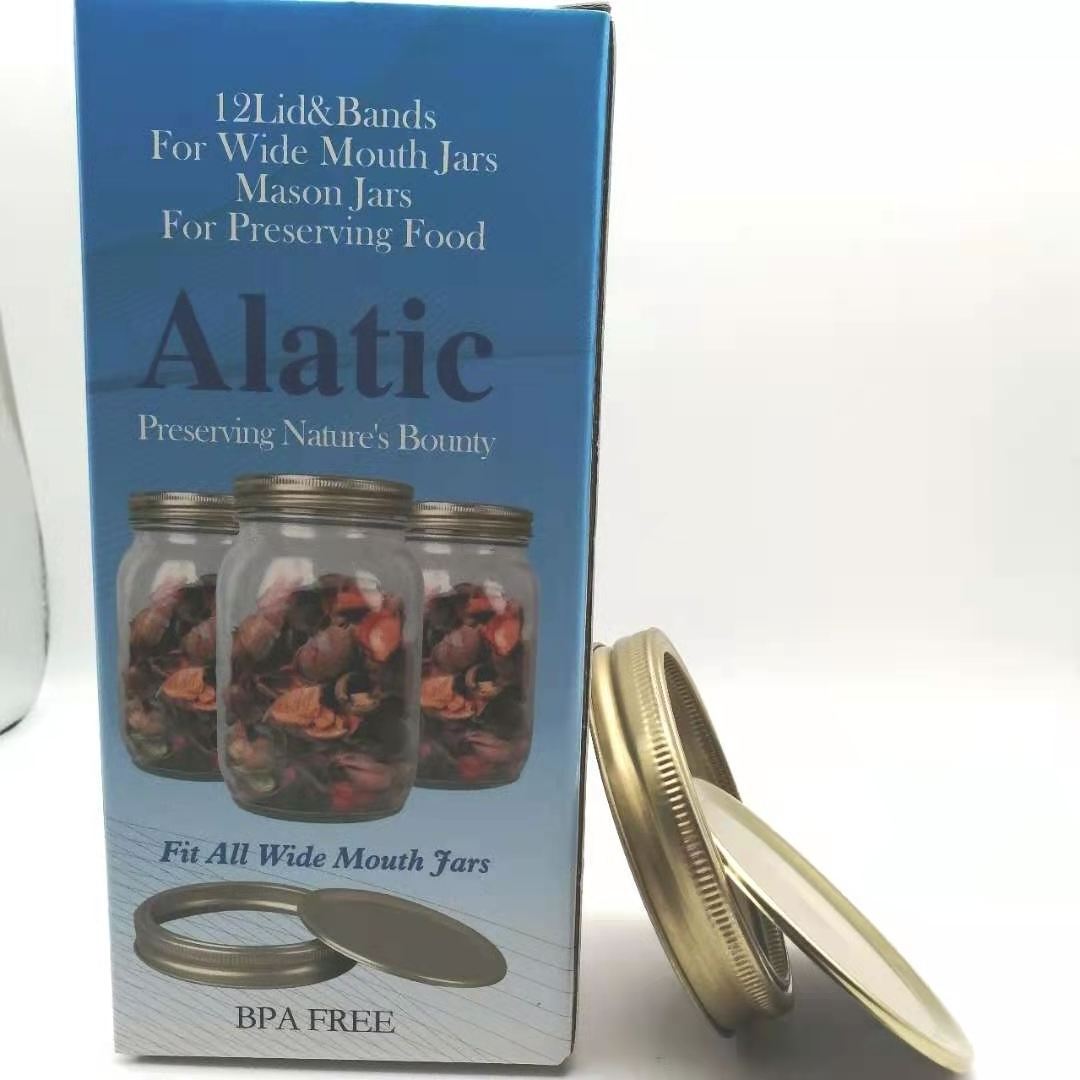 12Lid&Bands
For Wide Mouth Jars
Mason Jars
For Preserving Food
Alatic
Preserving Nature's Bounty
Fit All Wide Mouth Jars
BPA FREE